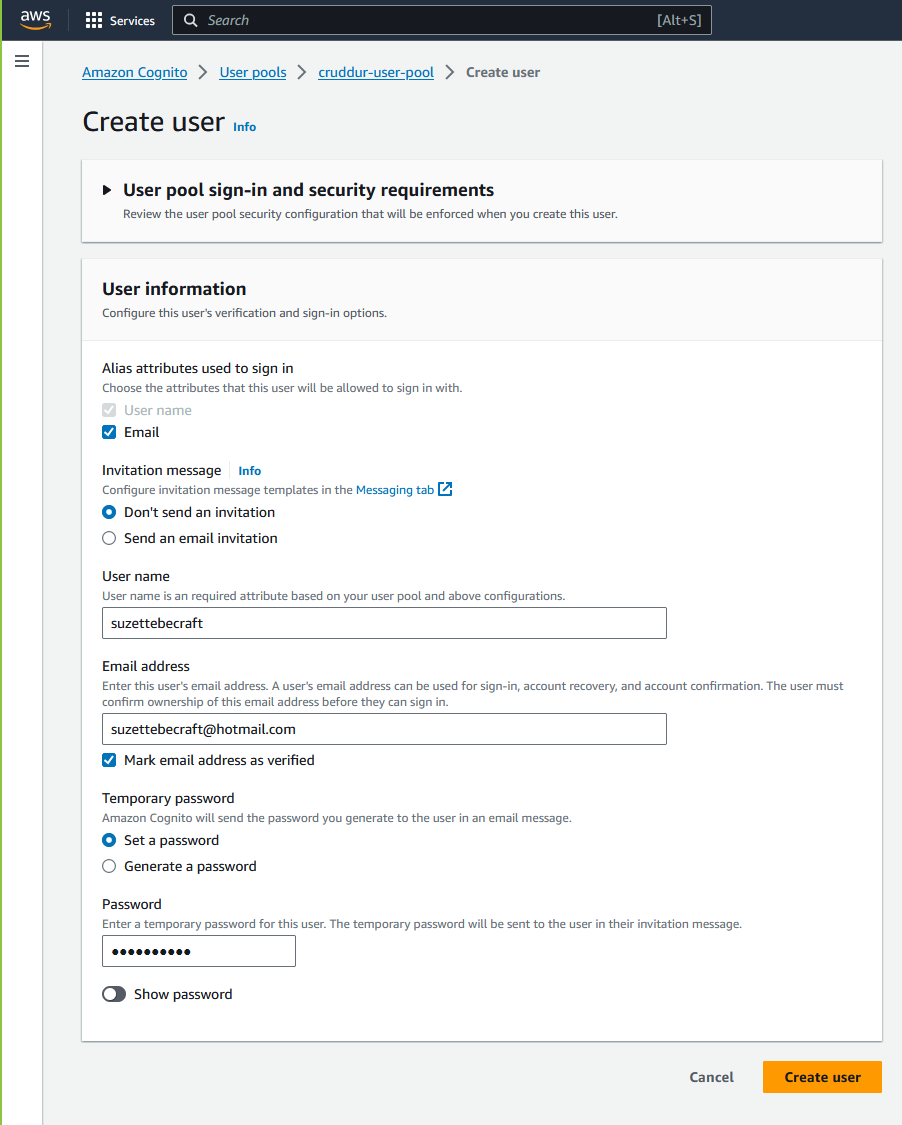 aws
Services
Search
[Alt+S]
Amazon Cognito > User pools > cruddur-user-pool > Create user
Create user Info
User pool sign-in and security requirements
Review the user pool security configuration that will be enforced when you create this user.
User information
Configure this user's verification and sign-in options.
Alias attributes used to sign in
Choose the attributes that this user will be allowed to sign in with.
User name
Email
Invitation message Info
Configure invitation message templates in the Messaging tab
Don't send an invitation
Send an email invitation
User name
User name is an required attribute based on your user pool and above configurations.
suzettebecraft
Email address
Enter this user's email address. A user's email address can be used for sign-in, account recovery, and account confirmation. The user must
confirm ownership of this email address before they can sign in.
suzettebecraft@hotmail.com
Mark email address as verified
Temporary password
Amazon Cognito will send the password you generate to the user in an email message.
Set a password
Generate a password
Password
Enter a temporary password for this user. The temporary password will be sent to the user in their invitation message.
••••••••••
Show password
Cancel
Create user